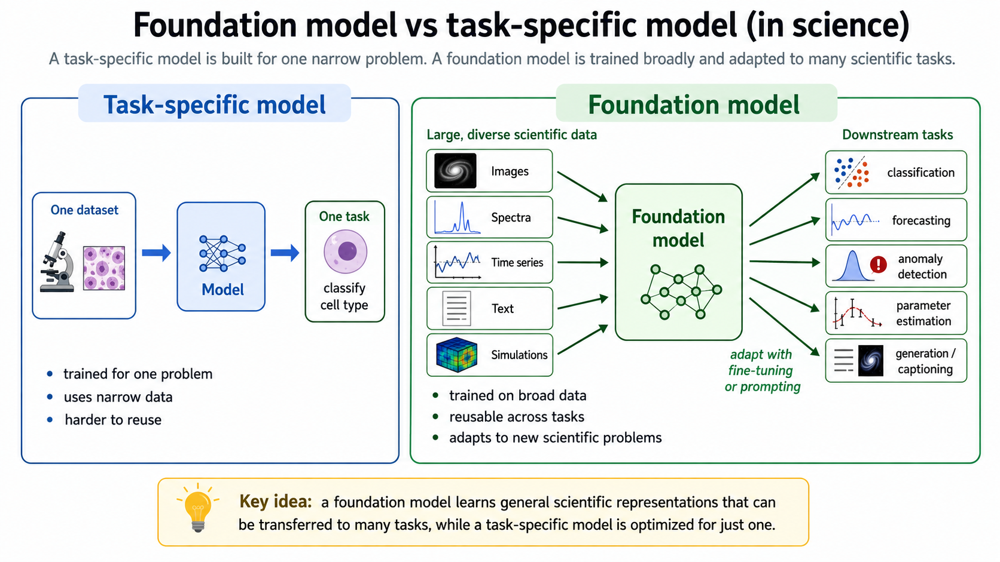 Foundation model vs task-specific model (in science)
A task-specific model is built for one narrow problem. A foundation model is trained broadly and adapted to many scientific tasks.
Task-specific model
One dataset
Model
One task
classify
cell type
• trained for one problem
• uses narrow data
• harder to reuse
Foundation model
Large, diverse scientific data
Images
Spectra
Time series
Text
Simulations
Foundation
model
adapt with
fine-tuning
or prompting
Downstream tasks
classification
forecasting
!
anomaly
detection
parameter
estimation
generation /
captioning
• trained on broad data
• reusable across tasks
• adapts to new scientific problems
Key idea: a foundation model learns general scientific representations that can
be transferred to many tasks, while a task-specific model is optimized for just one.